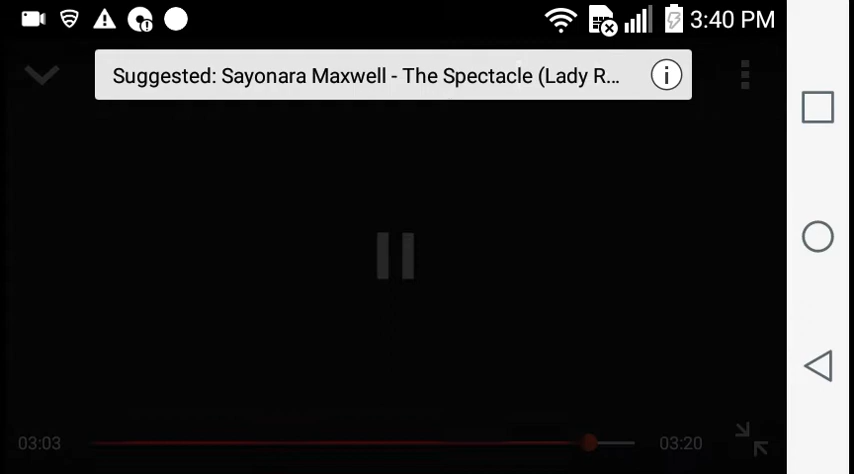 3:40 PM
Suggested: Sayonara Maxwell - The Spectacle (Lady R...
03:03
03:20